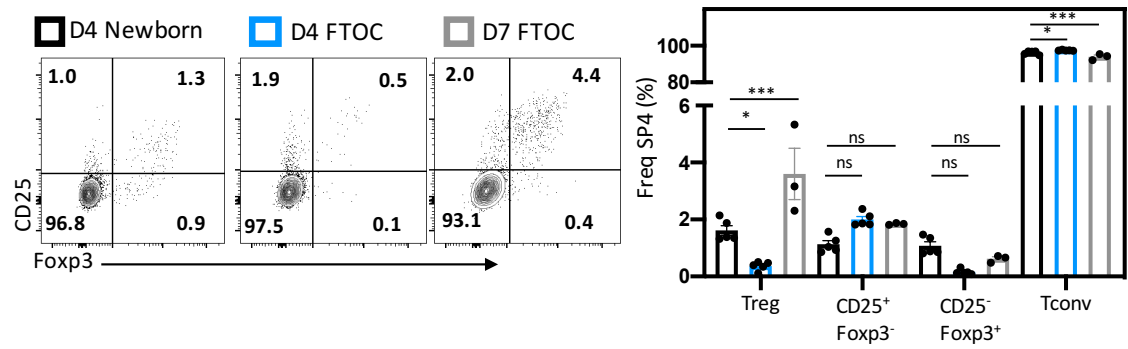 D4 Newborn D4 FTOC D7 FTOC
1.0 1.3 1.9 0.5 2.0 4.4
96.8 0.9 97.5 0.1 93.1 0.4
CD25
Foxp3
Freq SP4 (%)
100
80
6
4
2
0
*** 
*
ns
ns
ns
ns
***
*
Treg CD25+ Foxp3- CD25- Foxp3+ Tconv